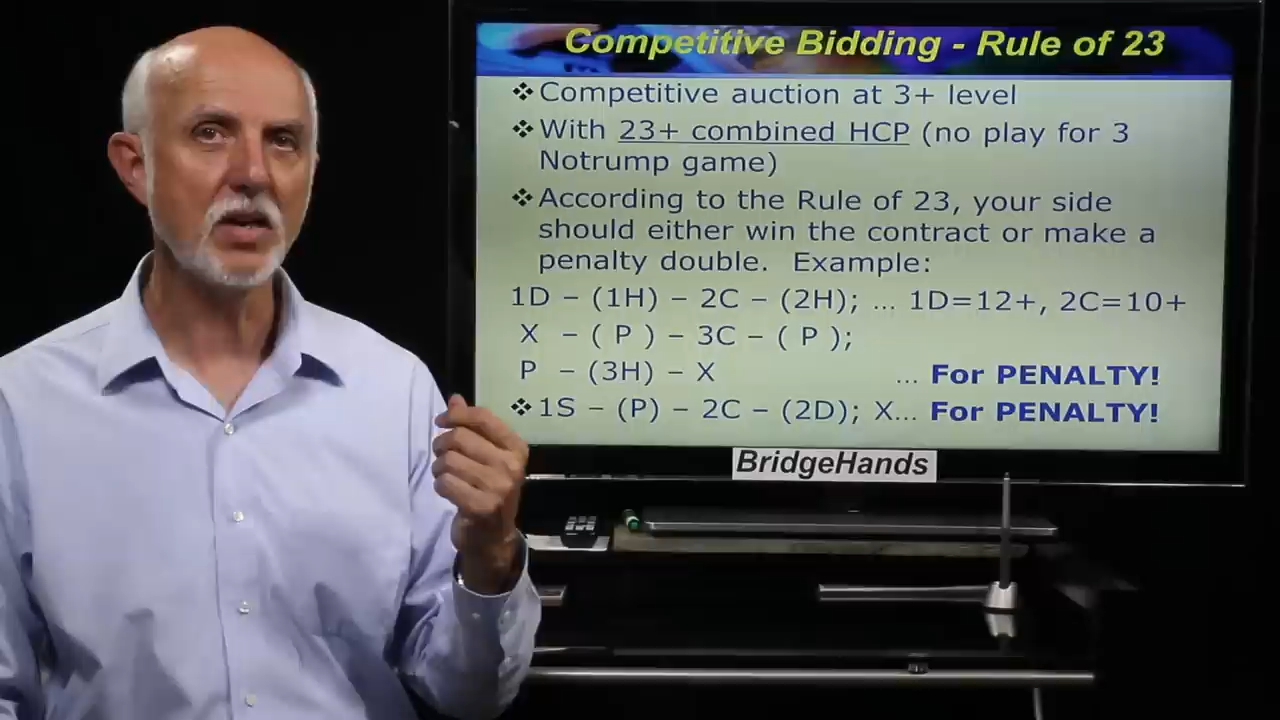 Competitive Bidding - Rule of 23
❖Competitive auction at 3+ level
❖With 23+ combined HCP (no play for 3
Notrump game)
❖According to the Rule of 23, your side
should either win the contract or make a
penalty double. Example:
1D – (1H) – 2C – (2H); … 1D=12+, 2C=10+
X – ( P ) – 3C – ( P );
P – (3H) – X … For PENALTY!
❖1S – (P) – 2C – (2D); X… For PENALTY!
BridgeHands